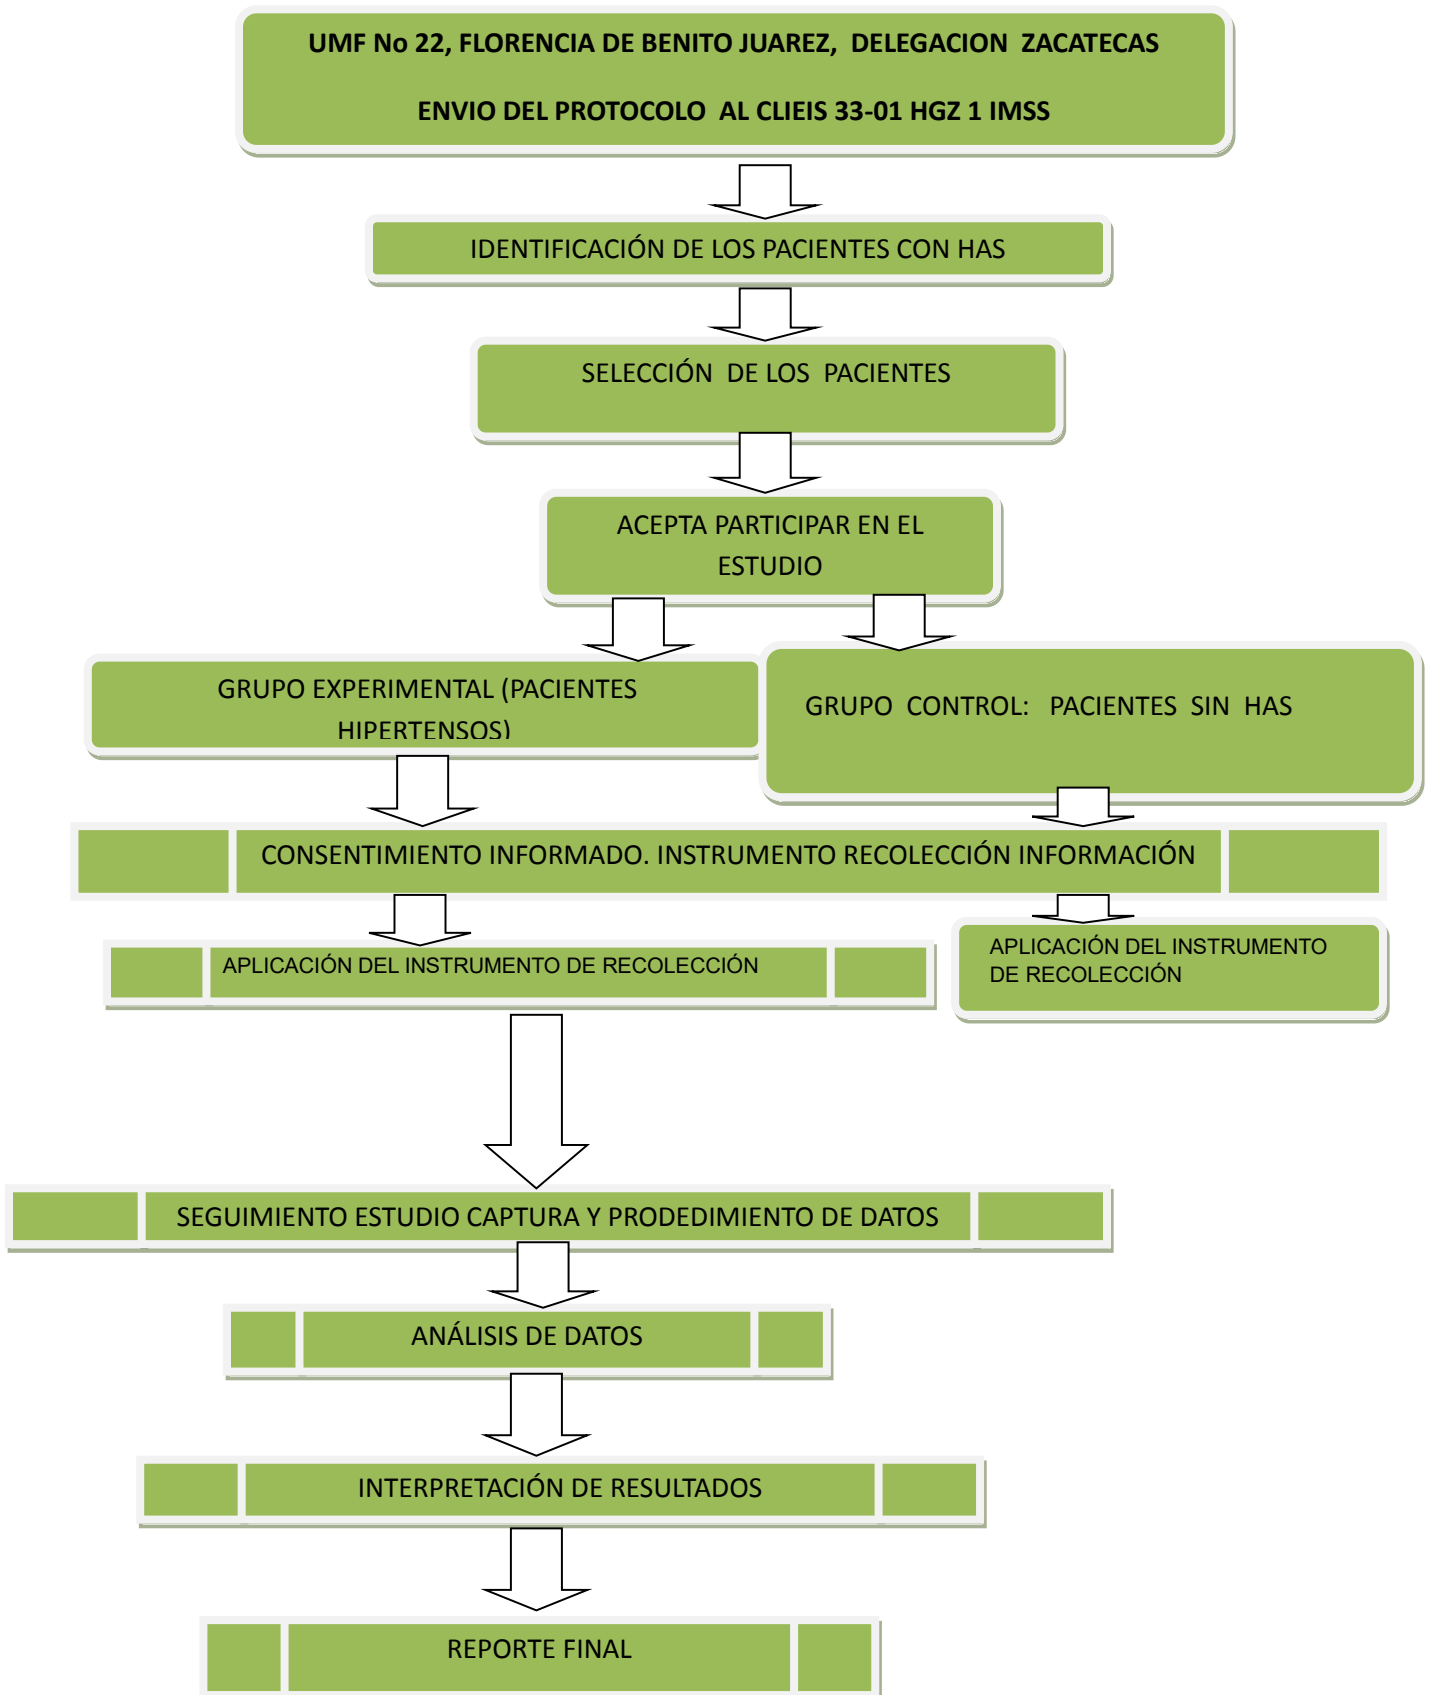 UMF No 22, FLORENCIA DE BENITO JUAREZ, DELEGACION ZACATECAS
ENVIO DEL PROTOCOLO AL CLIEIS 33-01 HGZ 1 IMSS
IDENTIFICACIÓN DE LOS PACIENTES CON HAS
SELECCIÓN DE LOS PACIENTES
ACEPTA PARTICIPAR EN EL
ESTUDIO
GRUPO EXPERIMENTAL (PACIENTES
HIPERTENSOS)
GRUPO CONTROL: PACIENTES SIN HAS
CONSENTIMIENTO INFORMADO. INSTRUMENTO RECOLECCIÓN INFORMACIÓN
APLICACIÓN DEL INSTRUMENTO DE RECOLECCIÓN
APLICACIÓN DEL INSTRUMENTO
DE RECOLECCIÓN
SEGUIMIENTO ESTUDIO CAPTURA Y PRODEDIMIENTO DE DATOS
ANÁLISIS DE DATOS
INTERPRETACIÓN DE RESULTADOS
REPORTE FINAL